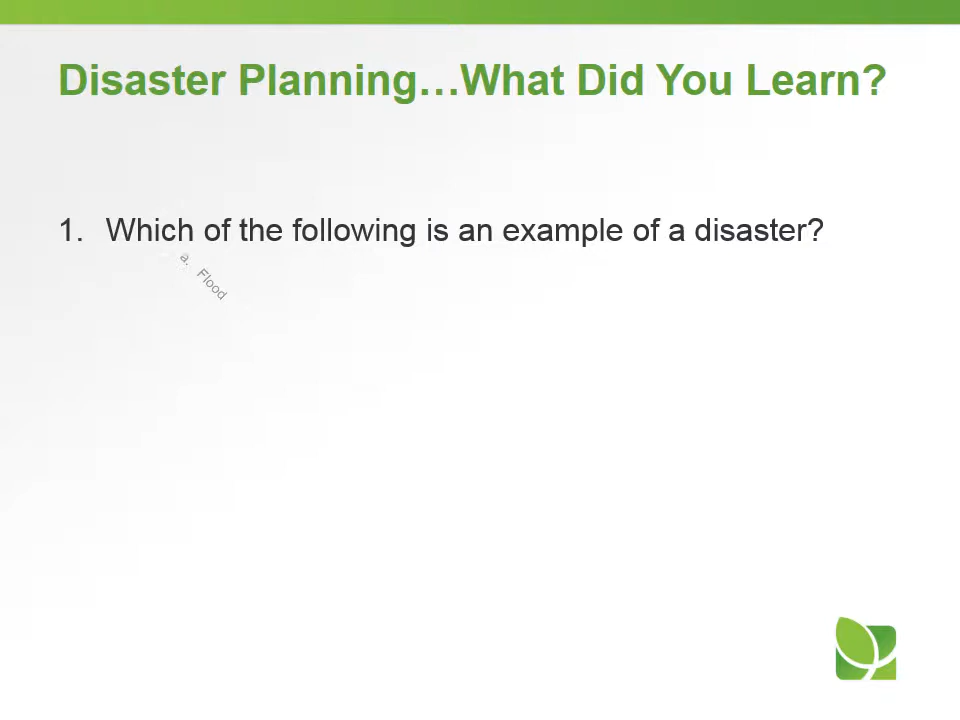 Disaster Planning…What Did You Learn?
1. Which of the following is an example of a disaster?
a. Flood